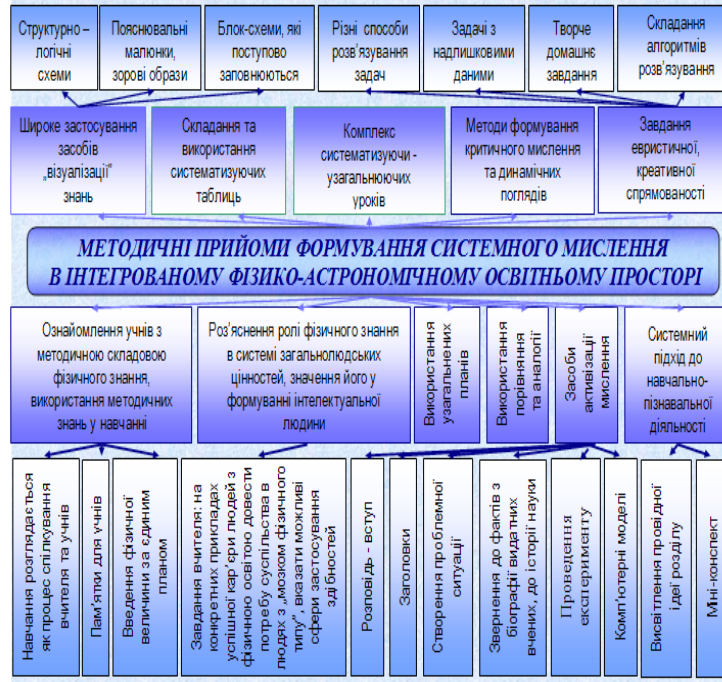 Структурно –
логічні
схеми
Пояснювальні
малюнки,
зорові образи
Блок-схеми, які
поступово
заповнюються
Різні способи
розв’язування
задач
Задачі з
надлишковими
даними
Творче
домашнє
завдання
Складання
алгоритмів
розв’язування
Широке застосування
засобів
„візуалізації”
знань
Складання та
використання
систематизуючих
таблиць
Комплекс
систематизуючи -
узагальнюючих
уроків
Методи формування
критичного мислення
та динамічних
поглядів
Завдання
евристичної,
креативної
спрямованості
МЕТОДИЧНІ ПРИЙОМИ ФОРМУВАННЯ СИСТЕМНОГО МИСЛЕННЯ
В ІНТЕГРОВАНОМУ ФІЗИКО-АСТРОНОМІЧНОМУ ОСВІТНЬОМУ ПРОСТОРІ
Ознайомлення учнів з
методичною складовою
фізичного знання,
використання методичних
знань у навчанні
Роз’яснення ролі фізичного знання
в системі загальнолюдських
цінностей, значення його у
формуванні інтелектуальної
людини
Використання
узагальнених
планів
Використання
порівняння
та аналогії
Засоби
активізації
мислення
Системний
підхід до
навчально-
пізнавальної
діяльності
Навчання розглядається
як процес спілкування
вчителя та учнів
Пам’ятки для учнів
Введення фізичної
величини за єдиним
планом
Завдання вчителя: на
конкретних прикладах
успішної кар’єри людей з
фізичною освітою довести
потребу суспільства в
людях з „мозком фізичного
типу”, вказати можливі
сфери застосування
здібностей
Розповідь - вступ
Заголовки
Створення проблемної
ситуації
Звернення до фактів з
біографії видатних
вчених, до історії науки
Проведення
експерименту
Комп’ютерні моделі
Висвітлення провідної
ідеї розділу
Міні-конспект